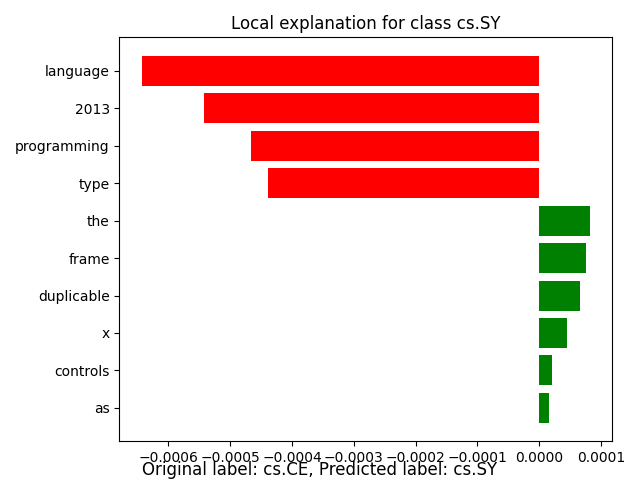 Local explanation for class cs.SY
language
2013
programming
type
the
frame
duplicable
x
controls
as
−0.0006 −0.0005 −0.0004 −0.0003 −0.0002 −0.0001 0.0000 0.0001
Original label: cs.CE, Predicted label: cs.SY